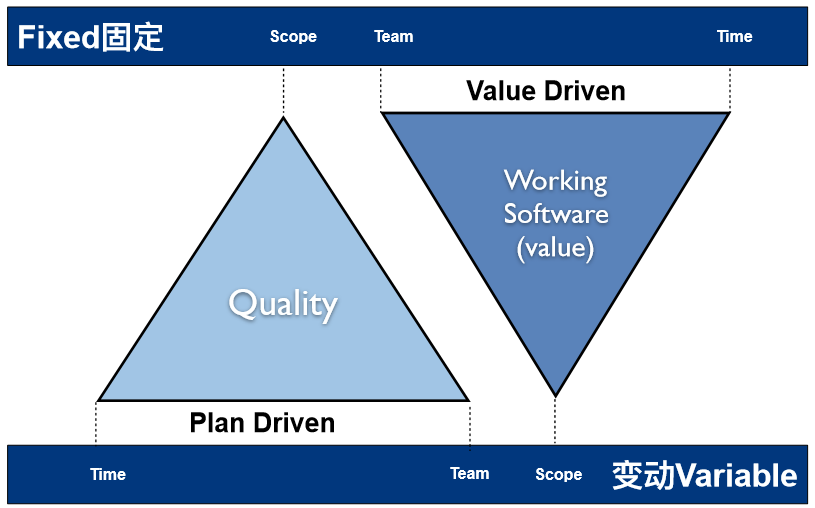 Fixed固定
Scope
Team
Time
Value Driven
Working
Software
(value)
Quality
Plan Driven
Time
Team
Scope
变动Variable